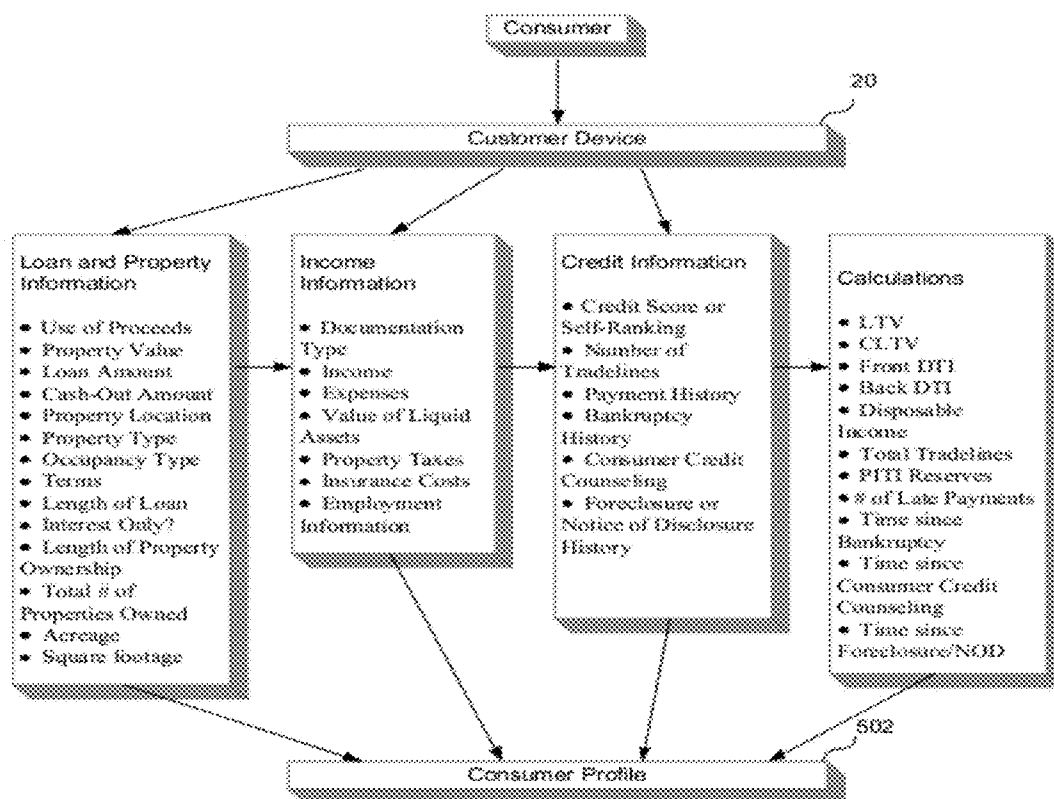 Consumer
20
Customer Device
Loan and Property
Information
● Use of Proceeds
● Property Value
● Loan Amount
● Cash-Out Amount
● Property Location
● Property Type
● Occupancy Type
● Terms
● Length of Loan
● Interest Only?
● Length of Property
Ownership
● Total # of
Properties Owned
● Acreage
● Square footage
Income
Information
● Documentation
Type
● Income
● Expenses
● Value of Liquid
Assets
● Property Taxes
● Insurance Costs
● Employment
Information
Credit Information
● Credit Score or
Self-Ranking
● Number of
Tradelines
● Payment History
● Bankruptcy
History
● Consumer Credit
Counseling
● Foreclosure or
Notice of Disclosure
History
Calculations
● LTV
● CLTV
● Front DTI
● Back DTI
● Disposable
Income
● Total Tradelines
● PITI Reserves
● # of Late Payments
● Time since
Bankruptcy
● Time since
Consumer Credit
Counseling
● Time since
Foreclosure/NOD
502
Consumer Profile